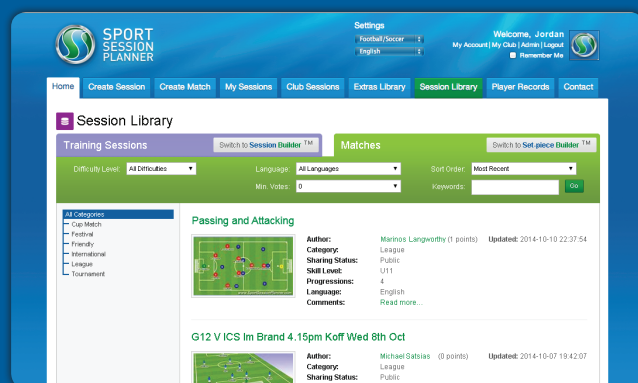 SPORT
SESSION
PLANNER
Settings
Football/Soccer
English
Welcome, Jordan
My Account | My Club | Admin | Logout
Remember Me
Home Create Session Create Match My Sessions Club Sessions Extras Library Session Library Player Records Contact
Session Library
Training Sessions Switch to Session Builder TM Matches Switch to Set-piece Builder TM
Difficulty Level: All Difficulties Language: All Languages Sort Order: Most Recent
Min. Votes: 0 Keywords: Go
All Categories
Cup Match
Festival
Friendly
International
League
Tournament
Passing and Attacking
Author: Marinos Langworthy (1 points) Updated: 2014-10-10 22:37:54
Category: League
Sharing Status: Public
Skill Level: U11
Progressions: 4
Language: English
Comments: Read more...
G12 V ICS Im Brand 4.15pm Koff Wed 8th Oct
Author: Michael Satsias (0 points) Updated: 2014-10-07 19:42:07
Category: League
Sharing Status: Public